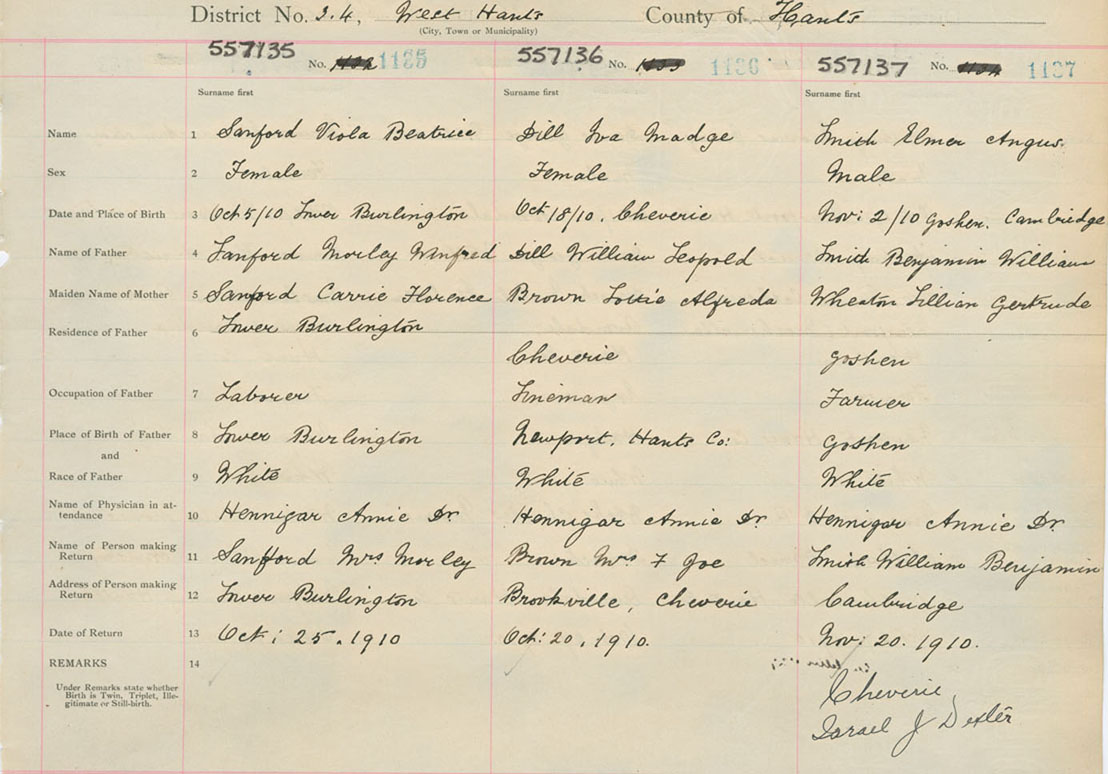 District No. 3.4, West Hants County of Hants
(City, Town or Municipality)
557135 No. 1135 557136 No. 1136 557137 No. 1137
Surname first Surname first Surname first
Name 1 Sanford Viola Beatrice Dill Iva Madge Smith Elmer Angus.
Sex 2 Female Female Male
Date and Place of Birth 3 Oct 5/10 Lower Burlington Oct 18/10. Cheverie Nov: 2/10 Goshen. Cambridge
Name of Father 4 Sanford Morley Winfred Dill William Leopold Smith Benjamin William
Maiden Name of Mother 5 Sanford Carrie Florence Brown Lottie Alfreda Wheaton Lillian Gertrude
Residence of Father 6 Lower Burlington Cheverie Goshen
Occupation of Father 7 Laborer Lineman Farmer
Place of Birth of Father 8 Lower Burlington Newport. Hants Co: Goshen
and
Race of Father 9 White White White
Name of Physician in at-
tendance 10 Hennigar Annie Dr. Hennigar Annie Dr. Hennigar Annie Dr.
Name of Person making
Return 11 Sanford Mrs Morley Brown Mrs F Joe Smith William Benjamin
Address of Person making
Return 12 Lower Burlington Brookville, Cheverie Cambridge
Date of Return 13 Oct: 25. 1910 Oct: 20. 1910. Nov: 20. 1910.
REMARKS 14
Under Remarks state whether
Birth is Twin, Triplet, Ille-
gitimate or Still-birth.
Cheverie
Israel J Dexter